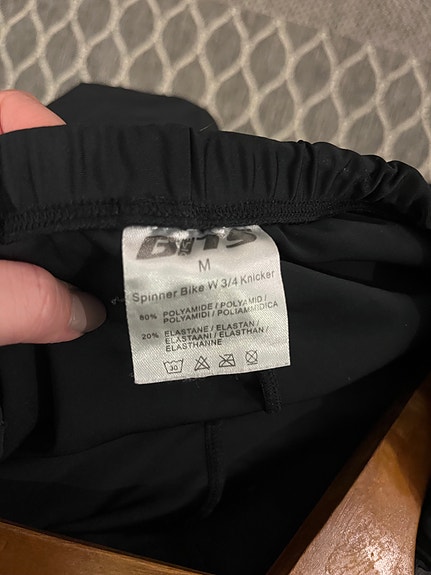 M
Spinner Bike W 3/4 Knicker
80% POLYAMIDE / POLYAMID /
POLYAMIDI / POLIAMMIDICA
20% ELASTANE / ELASTAN /
ELASTAANI / ELASTHAN /
ELASTHANNE
30